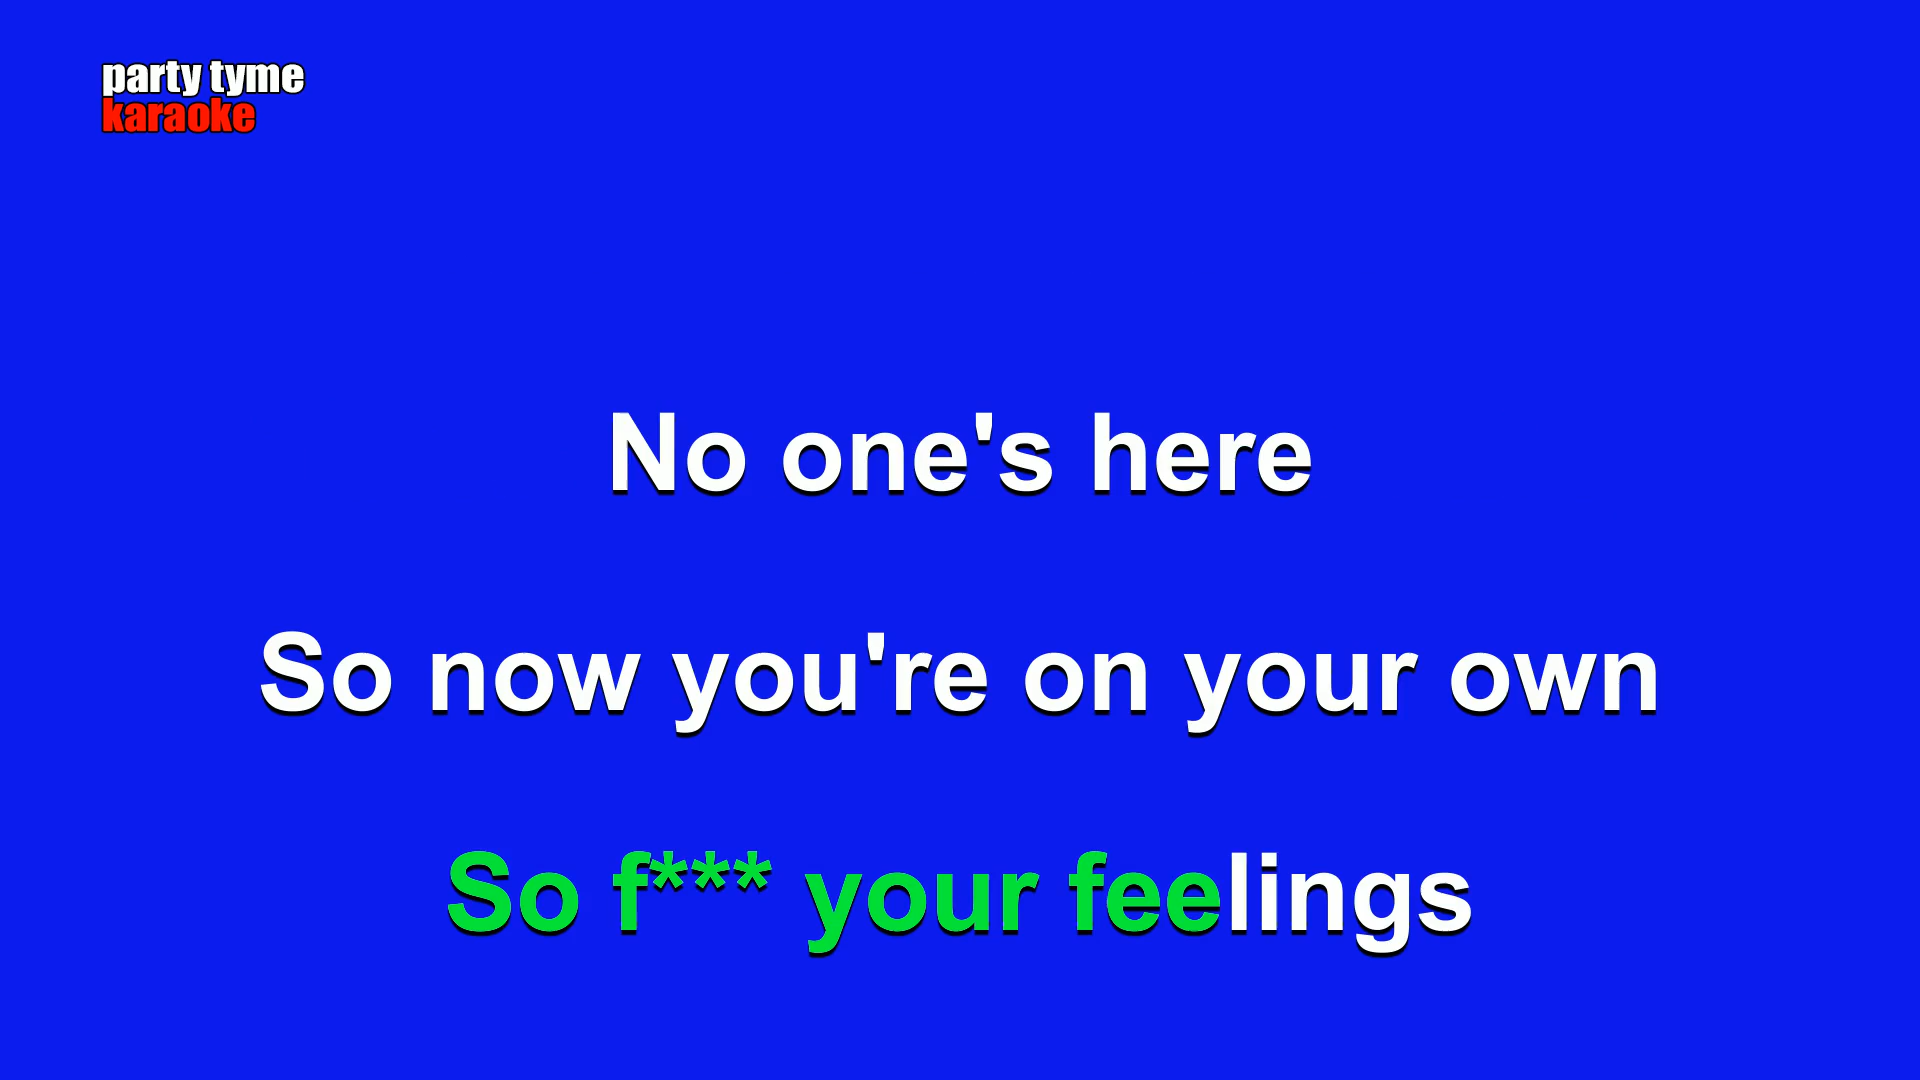 party tyme
karaoke
No one's here
So now you're on your own
So f*** your feelings